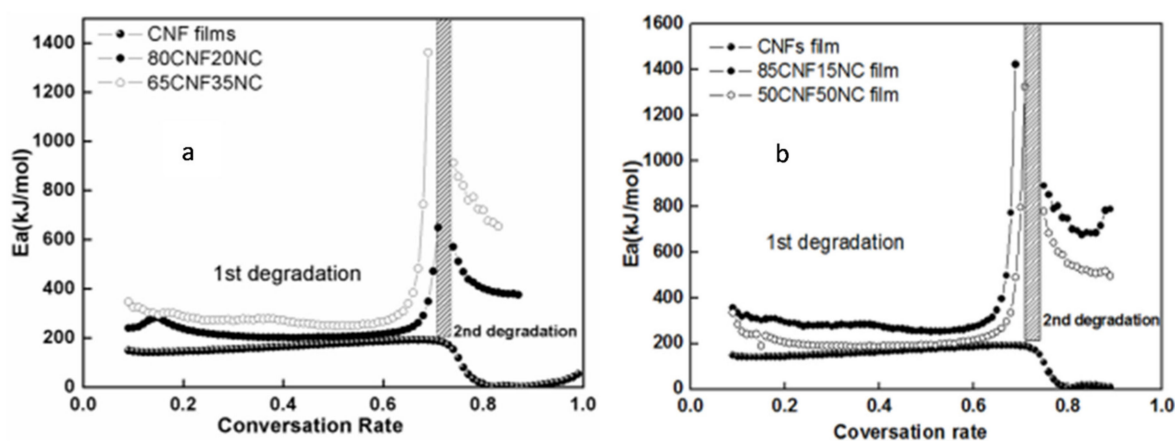 1400
1200
1000
800
600
400
200
0
Ea(kJ/mol)
CNF films
80CNF20NC
65CNF35NC
a
1st degradation
2nd degradation
0.0 0.2 0.4 0.6 0.8 1.0
Conversation Rate
1600
1400
1200
1000
800
600
400
200
0
Ea(kJ/mol)
CNFs film
85CNF15NC film
50CNF50NC film
b
1st degradation
2nd degradation
0.0 0.2 0.4 0.6 0.8 1.0
Coversation rate